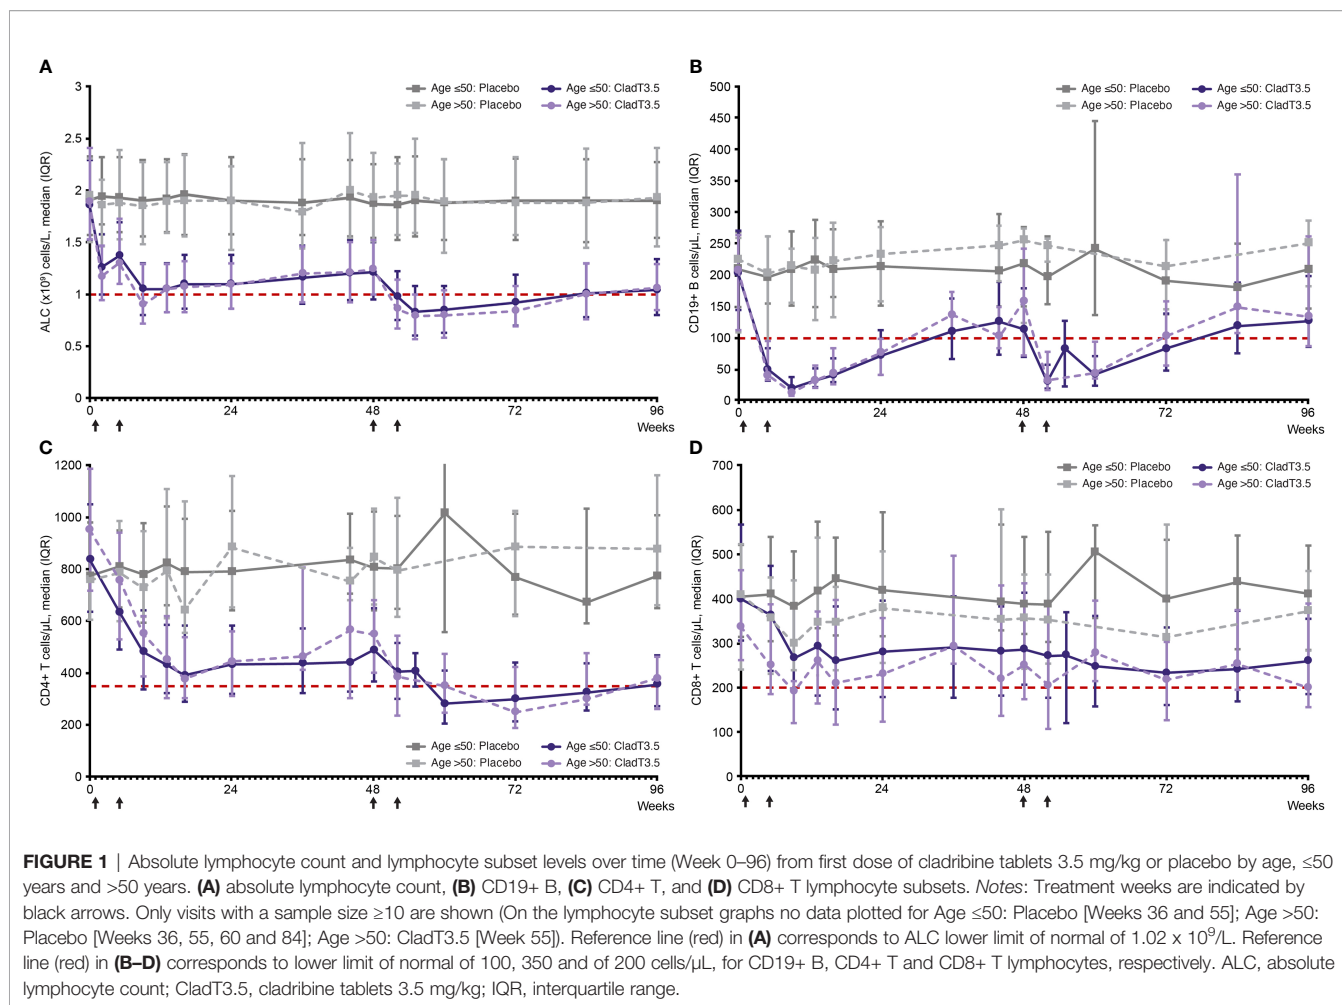 A
Age ≤50: Placebo
Age >50: Placebo
Age ≤50: CladT3.5
Age >50: CladT3.5
ALC (x10⁹) cells/L, median (IQR)
3
2.5
2
1.5
1
0.5
0
0
24
48
72
96
Weeks
B
Age ≤50: Placebo
Age >50: Placebo
Age ≤50: CladT3.5
Age >50: CladT3.5
CD19+ B cells/µL, median (IQR)
500
450
400
350
300
250
200
150
100
50
0
0
24
48
72
96
Weeks
C
CD4+ T cells/µL, median (IQR)
1200
1000
800
600
400
200
0
Age ≤50: Placebo
Age >50: Placebo
Age ≤50: CladT3.5
Age >50: CladT3.5
0
24
48
72
96
Weeks
D
Age ≤50: Placebo
Age >50: Placebo
Age ≤50: CladT3.5
Age >50: CladT3.5
CD8+ T cells/µL, median (IQR)
700
600
500
400
300
200
100
0
0
24
48
72
96
Weeks
FIGURE 1 | Absolute lymphocyte count and lymphocyte subset levels over time (Week 0–96) from first dose of cladribine tablets 3.5 mg/kg or placebo by age, ≤50
years and >50 years. (A) absolute lymphocyte count, (B) CD19+ B, (C) CD4+ T, and (D) CD8+ T lymphocyte subsets. Notes: Treatment weeks are indicated by
black arrows. Only visits with a sample size ≥10 are shown (On the lymphocyte subset graphs no data plotted for Age ≤50: Placebo [Weeks 36 and 55]; Age >50:
Placebo [Weeks 36, 55, 60 and 84]; Age >50: CladT3.5 [Week 55]). Reference line (red) in (A) corresponds to ALC lower limit of normal of 1.02 x 10⁹/L. Reference
line (red) in (B–D) corresponds to lower limit of normal of 100, 350 and of 200 cells/µL, for CD19+ B, CD4+ T and CD8+ T lymphocytes, respectively. ALC, absolute
lymphocyte count; CladT3.5, cladribine tablets 3.5 mg/kg; IQR, interquartile range.